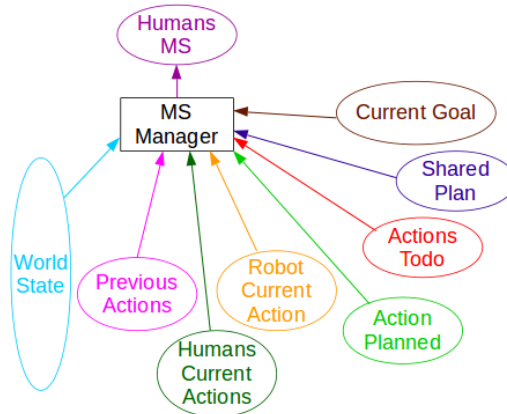 Humans
MS
MS
Manager
Current Goal
Shared
Plan
Actions
Todo
World
State
Previous
Actions
Robot
Current
Action
Action
Planned
Humans
Current
Actions